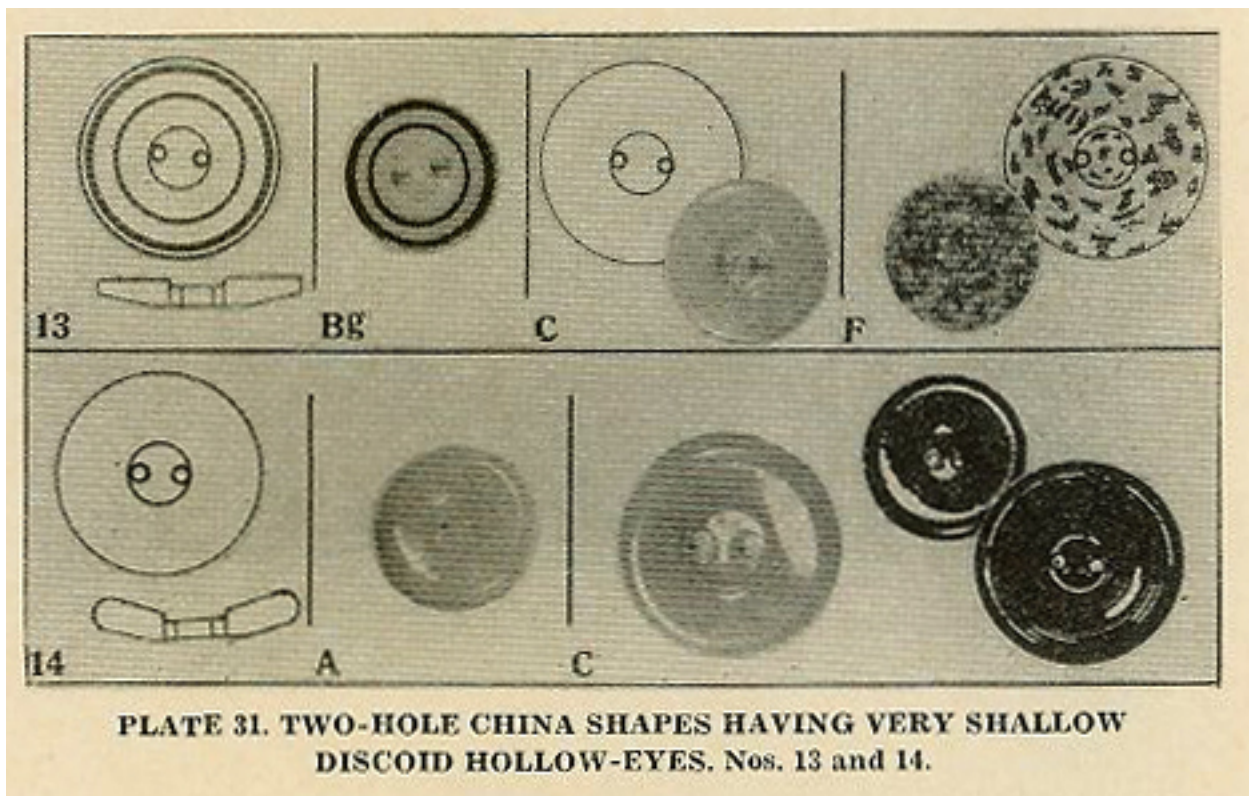 13 Bg C F
14 A C
PLATE 31. TWO-HOLE CHINA SHAPES HAVING VERY SHALLOW
DISCOID HOLLOW-EYES. Nos. 13 and 14.